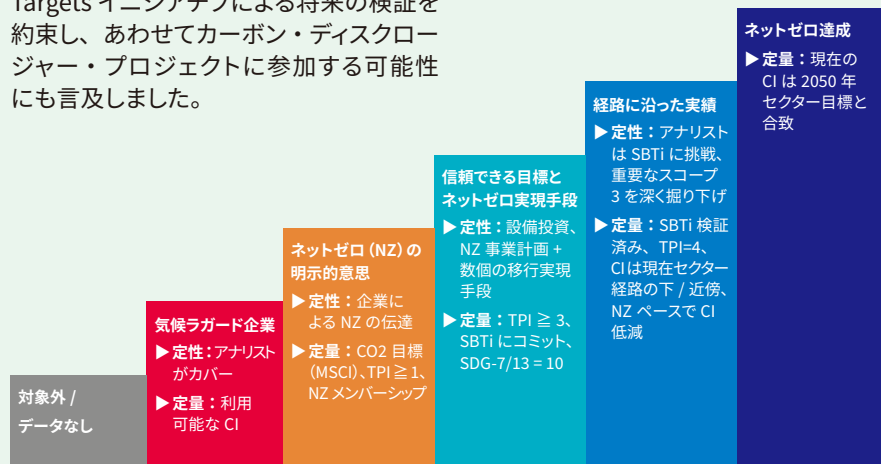 Targets イニシアチブによる将来の検証を
約束し、あわせてカーボン・ディスクロー
ジャー・プロジェクトに参加する可能性
にも言及しました。
対象外 /
データなし
気候ラガード企業
▶定性：アナリスト
がカバー
▶定量：利用
可能な CI
ネットゼロ（NZ）の
明示的意思
▶定性：企業に
よる NZ の伝達
▶定量：CO2 目標
（MSCI）、TPI≧1、
NZ メンバーシップ
信頼できる目標と
ネットゼロ実現手段
▶定性：設備投資、
NZ 事業計画 +
数個の移行実現
手段
▶定量：TPI ≧ 3、
SBTi にコミット、
SDG-7/13 = 10
経路に沿った実績
▶定性：アナリスト
は SBTi に挑戦、
重要なスコープ
3 を深く掘り下げ
▶定量：SBTi 検証
済み、TPI=4、
CIは現在セクター
経路の下 / 近傍、
NZ ペースで CI
低減
ネットゼロ達成
▶定量：現在の
CI は 2050 年
セクター目標と
合致